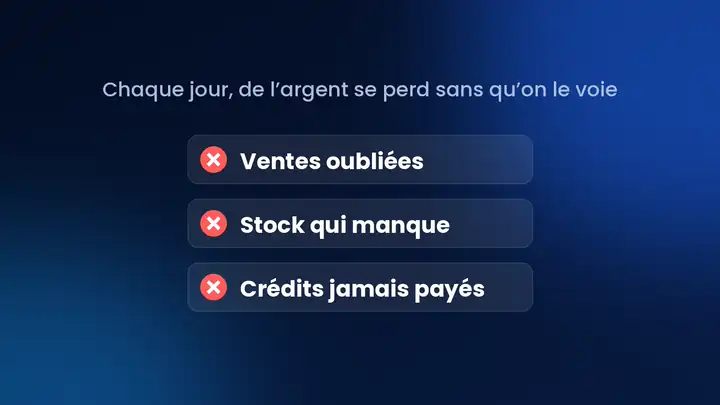 Chaque jour, de l’argent se perd sans qu’on le voie
Ventes oubliées
Stock qui manque
Crédits jamais payés